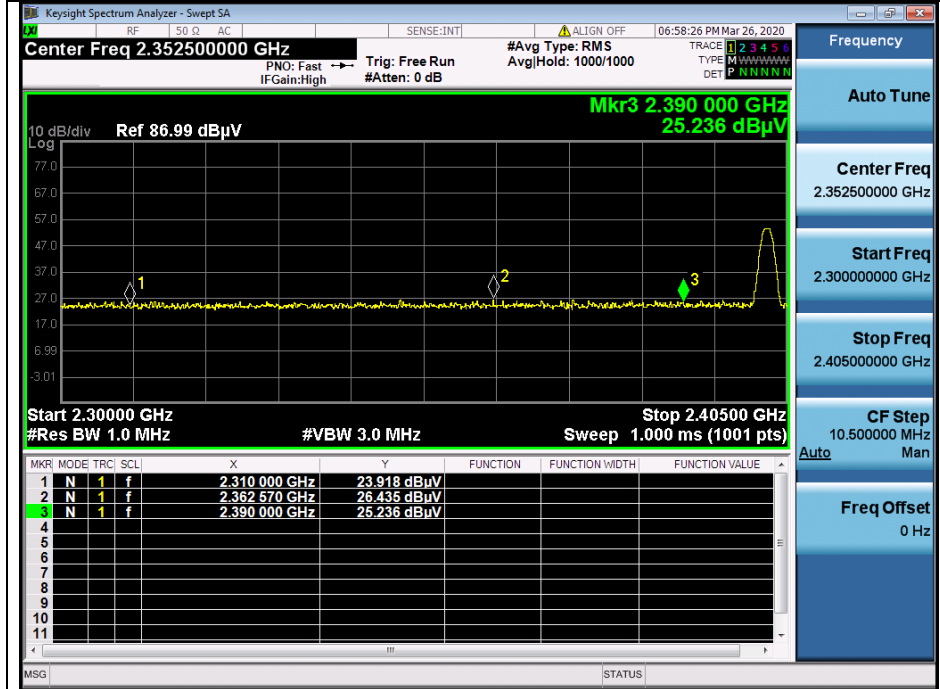 Keysight Spectrum Analyzer - Swept SA
LXI RF 50 Ω AC SENSE:INT ALIGN OFF 06:58:26 PM Mar 26, 2020
Center Freq 2.352500000 GHz
PNO: Fast
IFGain:High
Trig: Free Run
#Atten: 0 dB
#Avg Type: RMS
Avg|Hold: 1000/1000
TRACE 1 2 3 4 5 6
TYPE M W W W W W
DET P N N N N N
Mkr3 2.390 000 GHz
25.236 dBµV
10 dB/div Ref 86.99 dBµV
Log
77.0
67.0
57.0
47.0
37.0
27.0
17.0
6.99
-3.01
1
2
3
Start 2.30000 GHz Stop 2.40500 GHz
#Res BW 1.0 MHz #VBW 3.0 MHz Sweep 1.000 ms (1001 pts)
MKR MODE TRC SCL X Y FUNCTION FUNCTION WIDTH FUNCTION VALUE
1 N 1 f 2.310 000 GHz 23.918 dBµV
2 N 1 f 2.362 570 GHz 26.435 dBµV
3 N 1 f 2.390 000 GHz 25.236 dBµV
4
5
6
7
8
9
10
11
MSG STATUS
Frequency
Auto Tune
Center Freq
2.352500000 GHz
Start Freq
2.300000000 GHz
Stop Freq
2.405000000 GHz
CF Step
10.500000 MHz
Auto Man
Freq Offset
0 Hz